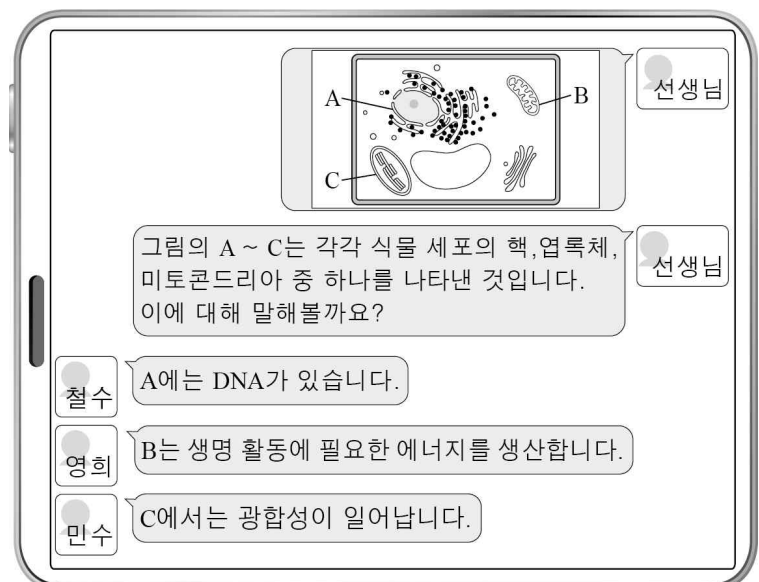 선생님
A
B
C
그림의 A ~ C는 각각 식물 세포의 핵,엽록체,
미토콘드리아 중 하나를 나타낸 것입니다.
이에 대해 말해볼까요?
선생님
철수
A에는 DNA가 있습니다.
영희
B는 생명 활동에 필요한 에너지를 생산합니다.
민수
C에서는 광합성이 일어납니다.